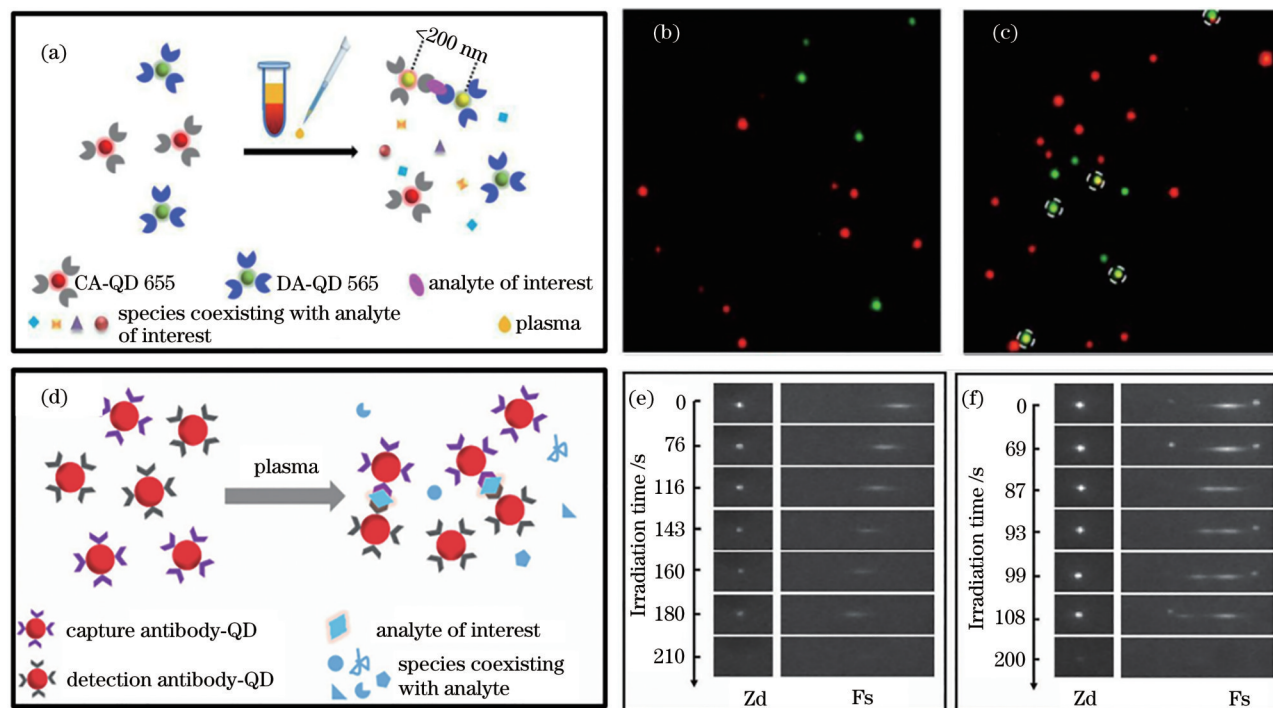 (a)
<200 nm
CA-QD 655
DA-QD 565
analyte of interest
species coexisting with analyte
of interest
plasma
(b)
(c)
(d)
plasma
capture antibody-QD
analyte of interest
detection antibody-QD
species coexisting
with analyte
(e)
Irradiation time /s
0
76
116
143
160
180
210
Zd
Fs
(f)
Irradiation time /s
0
69
87
93
99
108
200
Zd
Fs